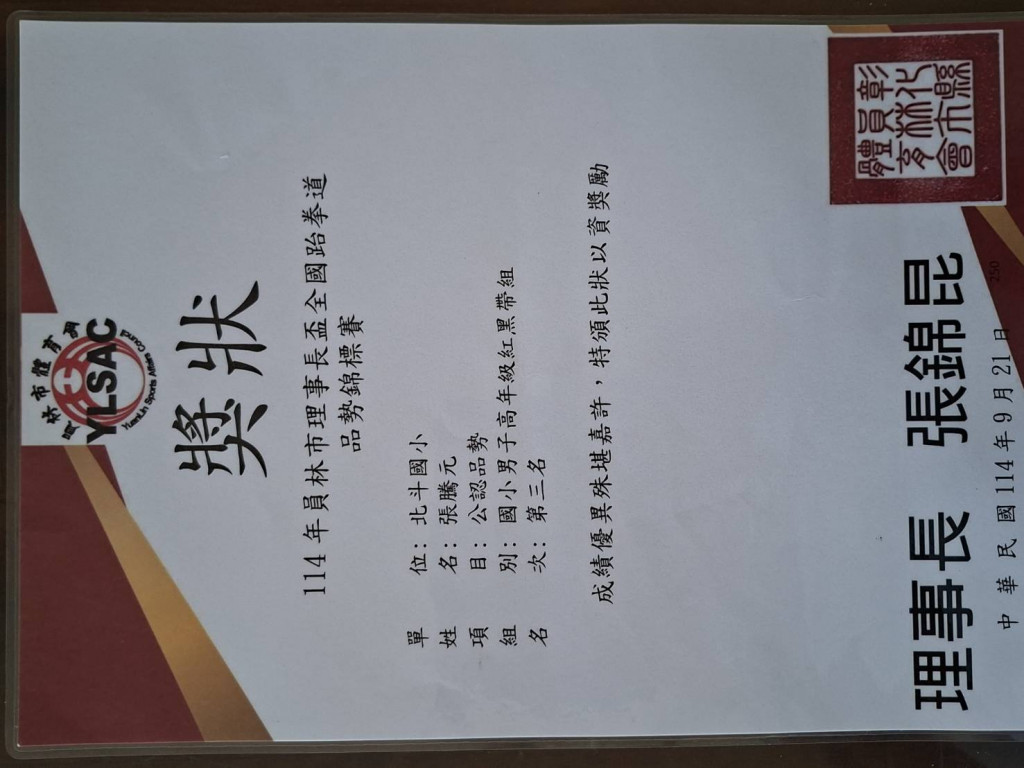 員林市體育會
YLSAC
Yuanlin Sports Affairs Council
獎狀
114年員林市理事長盃全國跆拳道
品勢錦標賽
單位：北斗國小
姓名：張騰元
項目：公認品勢
組別：國小男子高年級紅黑帶組
名次：第三名
成績優異殊堪嘉許，特頒此狀以資獎勵
彰化縣
員林市
體育會
理事長 張錦昆
250
中華民國114年9月21日